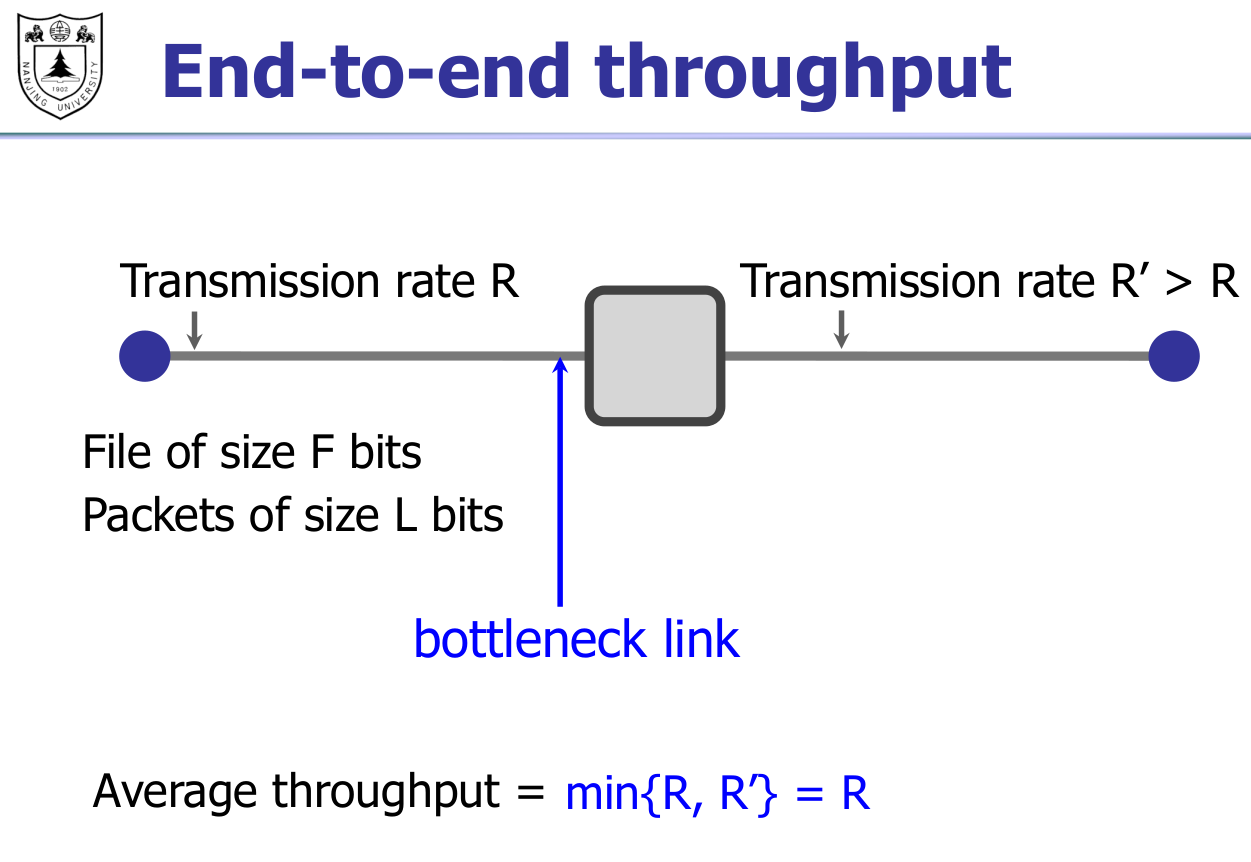 NANJING UNIVERSITY
1902
End-to-end throughput
Transmission rate R
Transmission rate R’ > R
File of size F bits
Packets of size L bits
bottleneck link
Average throughput = min{R, R’} = R